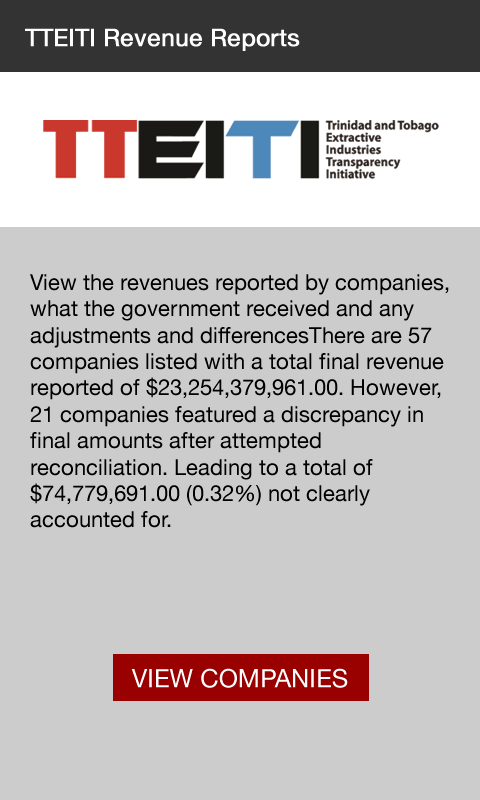 TTEITI Revenue Reports
TTEITI
Trinidad and Tobago
Extractive
Industries
Transparency
Initiative
View the revenues reported by companies,
what the government received and any
adjustments and differencesThere are 57
companies listed with a total final revenue
reported of $23,254,379,961.00. However,
21 companies featured a discrepancy in
final amounts after attempted
reconciliation. Leading to a total of
$74,779,691.00 (0.32%) not clearly
accounted for.
VIEW COMPANIES